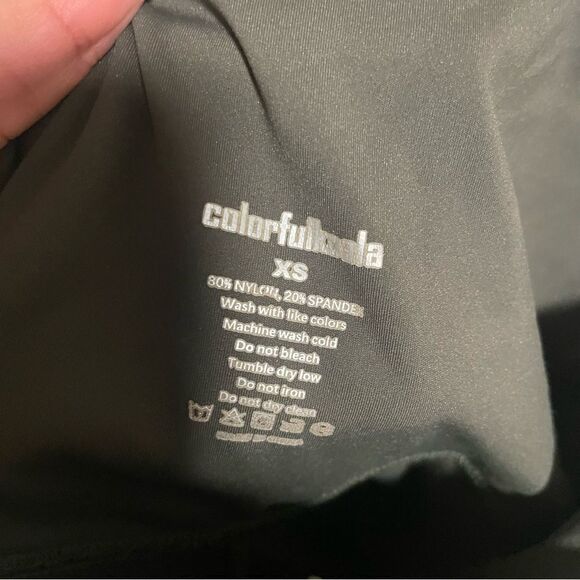 colorfulkoala
XS
80% NYLON, 20% SPANDEX
Wash with like colors
Machine wash cold
Do not bleach
Tumble dry low
Do not iron
Do not dry clean